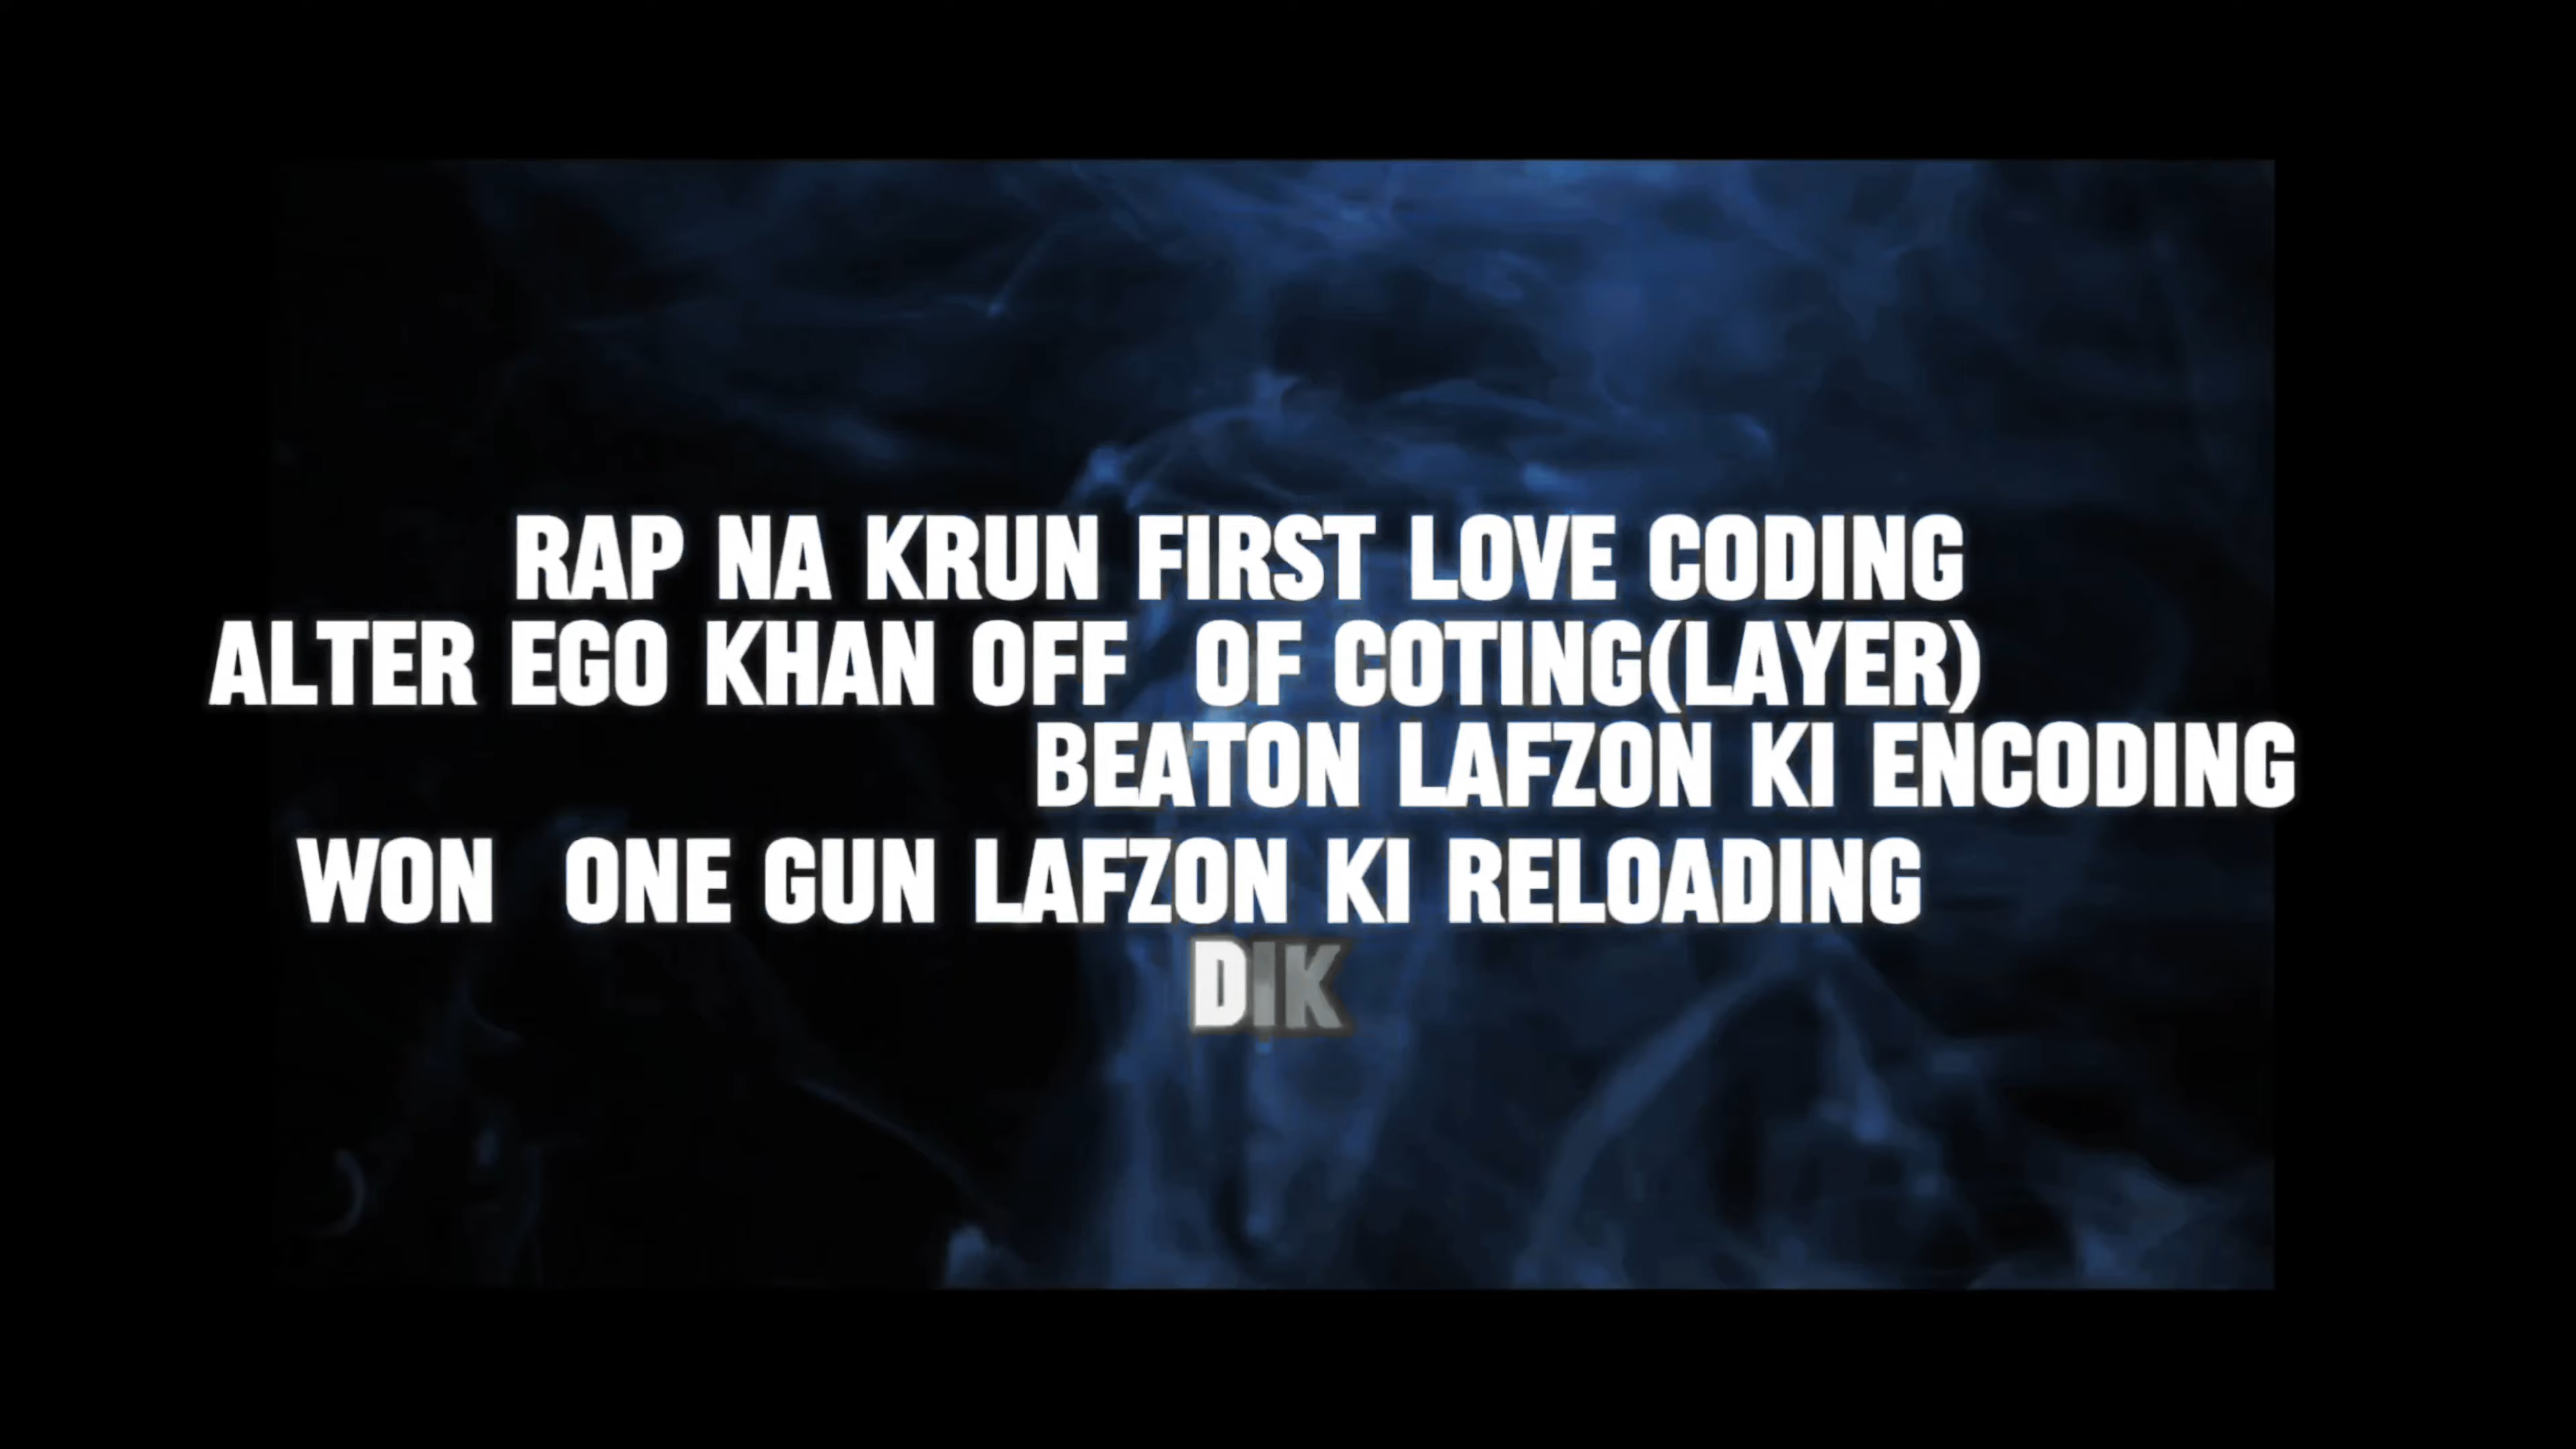 RAP NA KRUN FIRST LOVE CODING
ALTER EGO KHAN OFF OF COTING(LAYER)
BEATON LAFZON KI ENCODING
WON ONE GUN LAFZON KI RELOADING
DIK